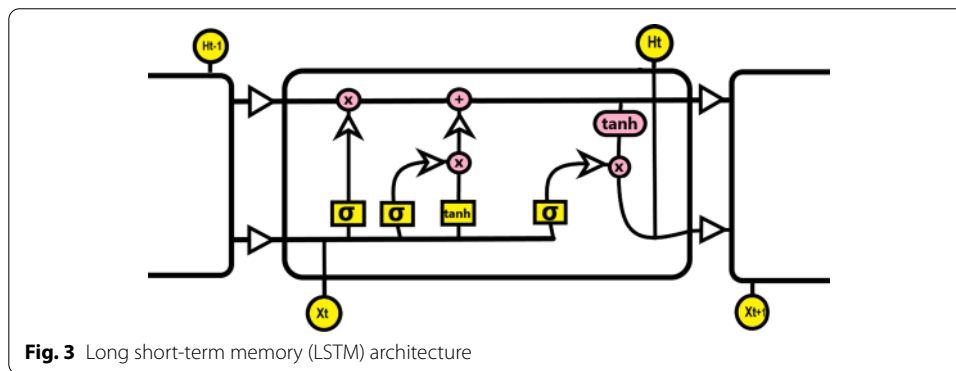 Ht-1
Ht
x
+
tanh
x
x
σ
σ
tanh
σ
Xt
Xt+1
Fig. 3 Long short-term memory (LSTM) architecture